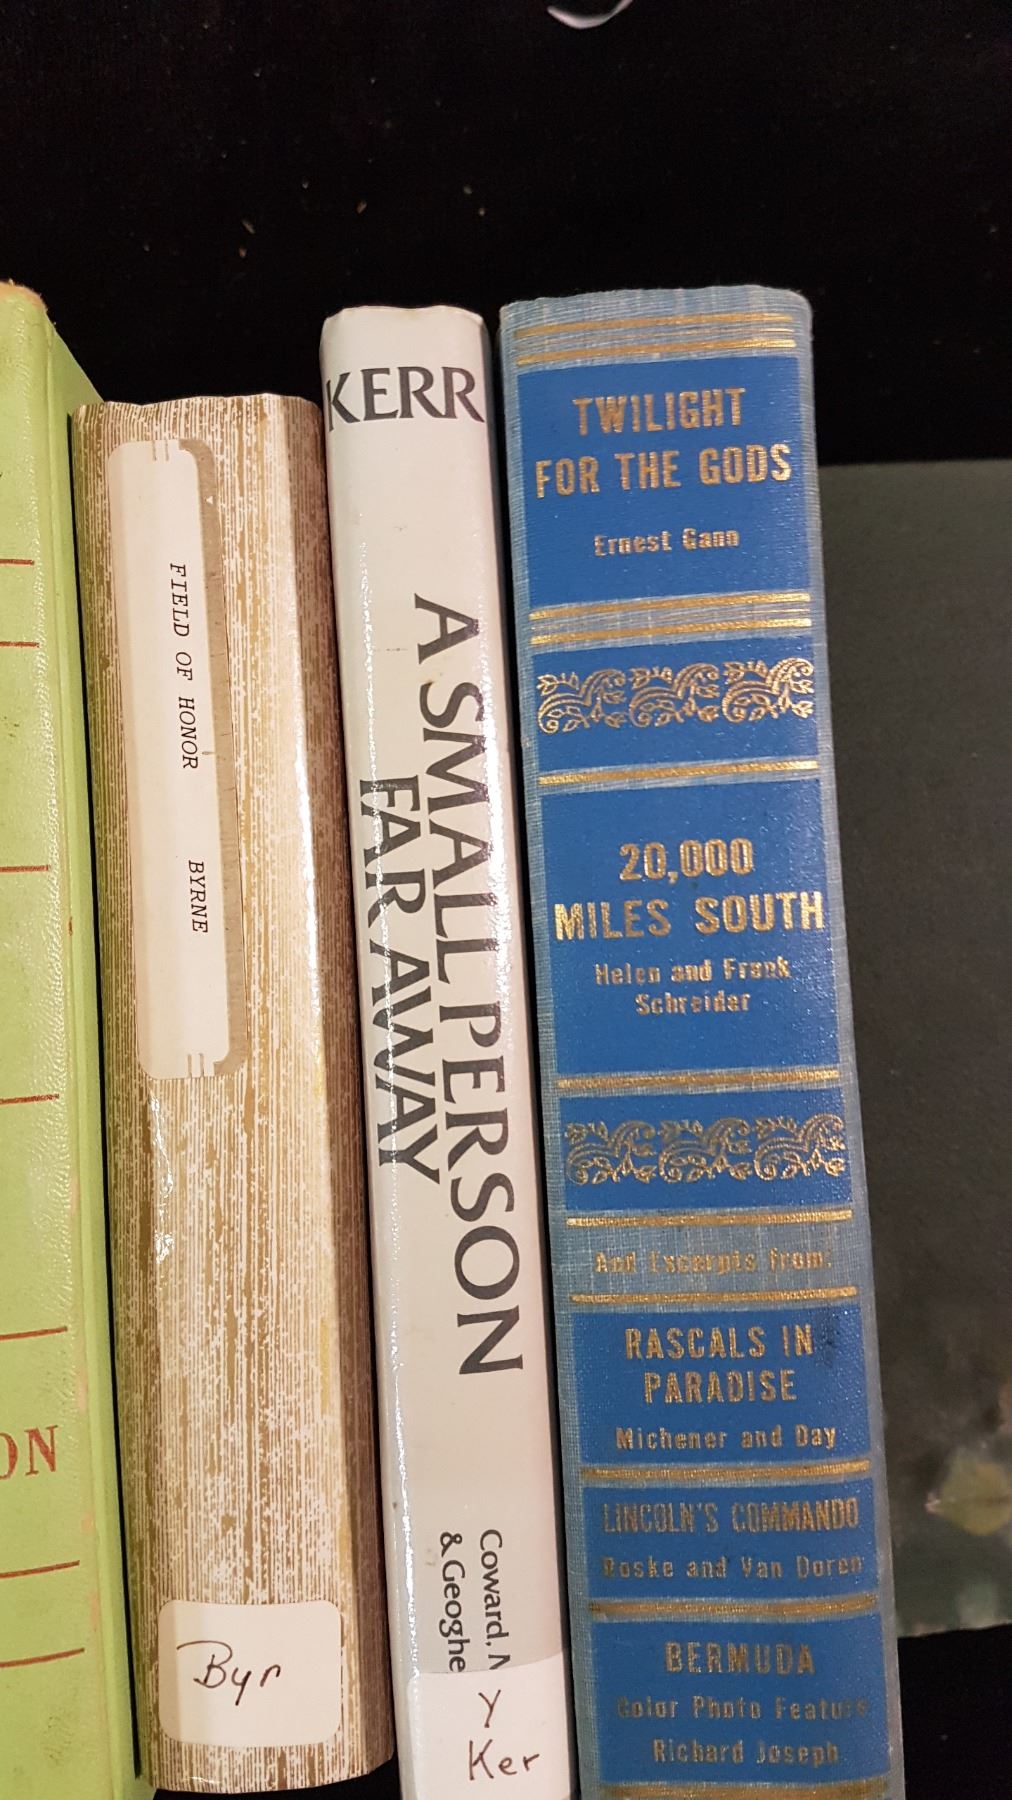 ON
FIELD OF HONOR BYRNE
Byr
KERR
A SMALL PERSON
FAR AWAY
Coward,
& Geoghe
Y
Ker
TWILIGHT
FOR THE GODS
Ernest Gann
20,000
MILES SOUTH
Helen and Frank
Schreider
And Excerpts from:
RASCALS IN
PARADISE
Michener and Day
LINCOLN'S COMMANDO
Roske and Van Doren
BERMUDA
Color Photo Feature
Richard Joseph